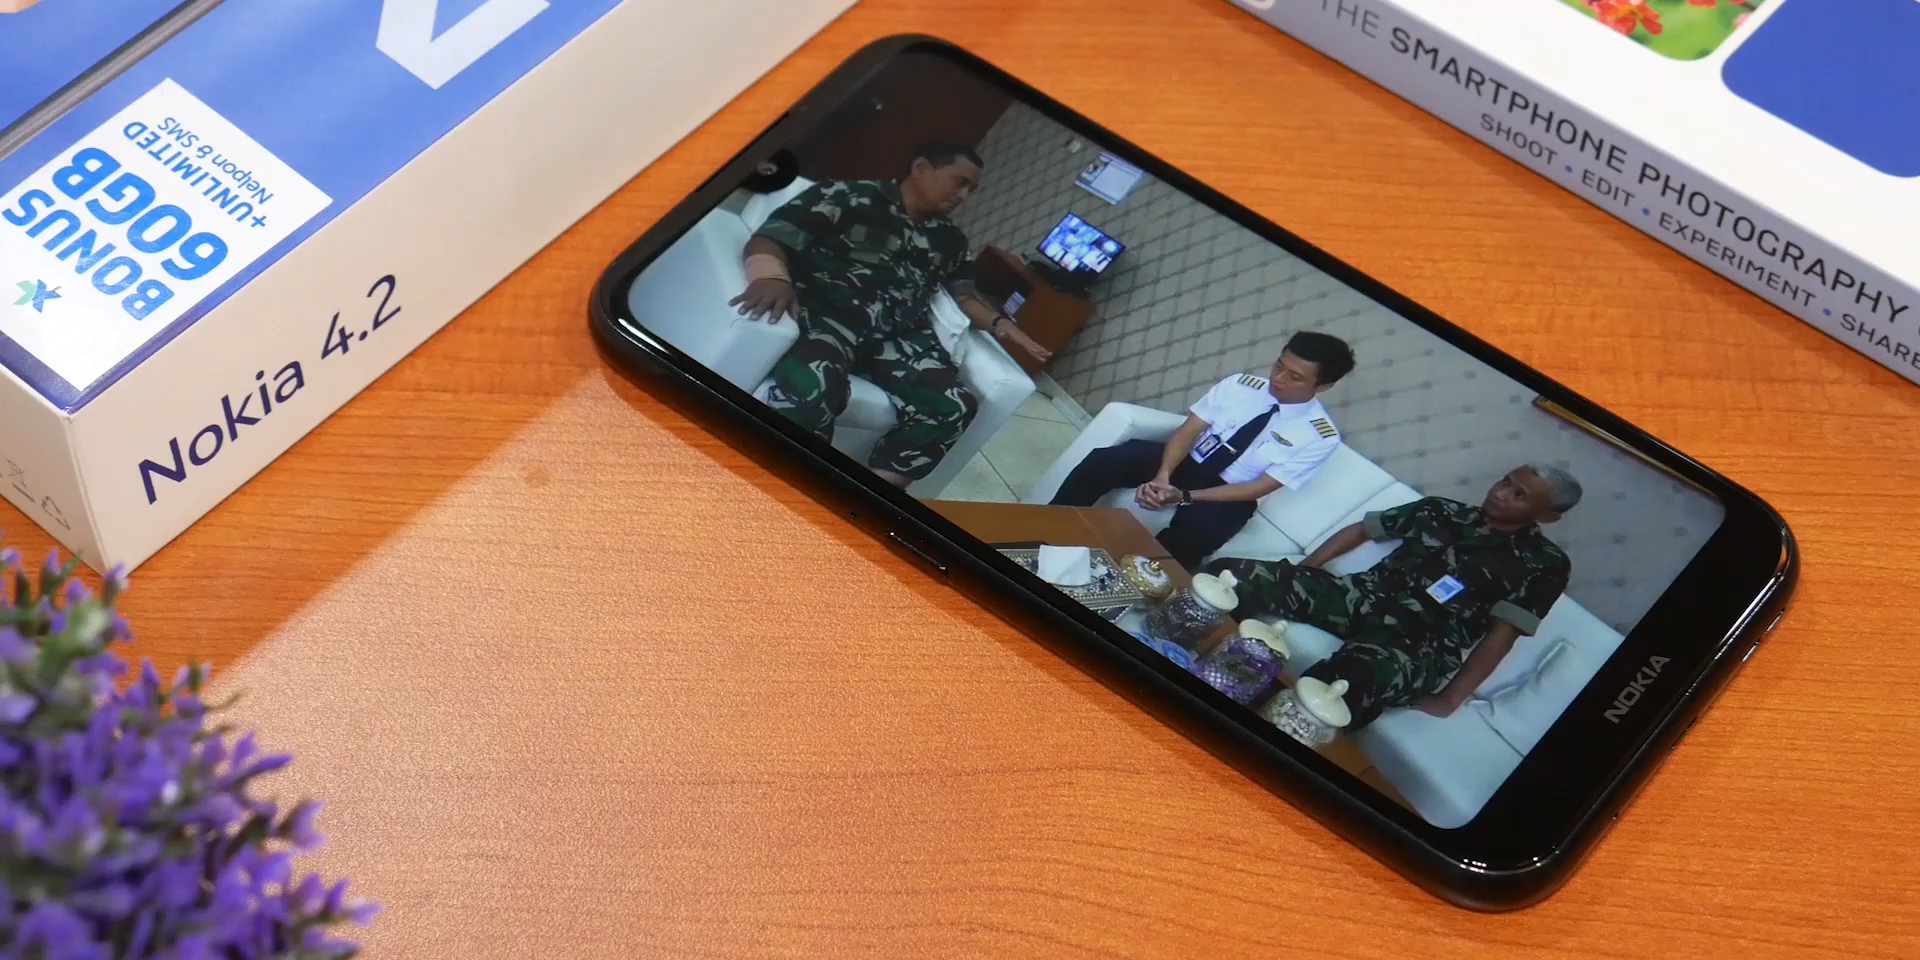 BONUS
60GB
+UNLIMITED
Nelpon & SMS
Nokia 4.2
THE SMARTPHONE PHOTOGRAPHY
SHOOT • EDIT • EXPERIMENT • SHARE
NOKIA